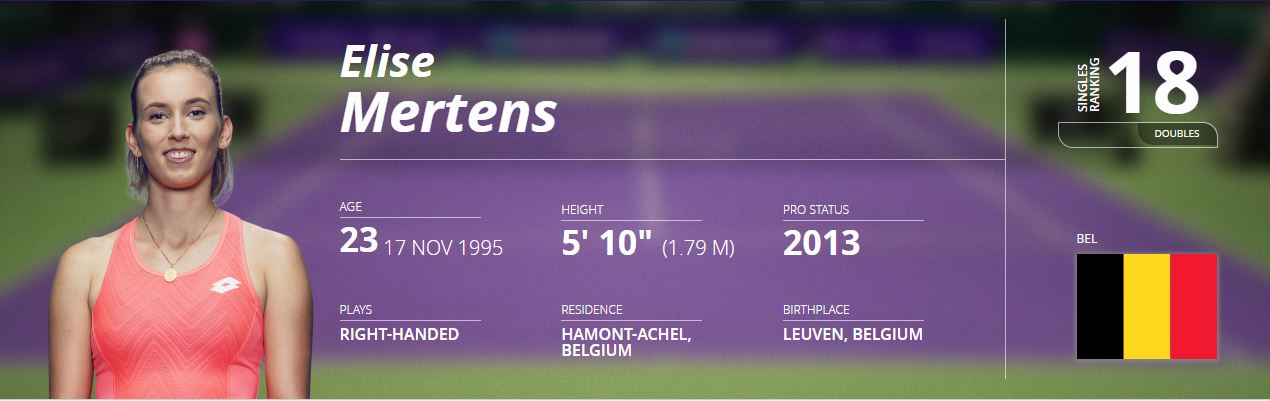 Elise
Mertens
SINGLES
RANKING
18
DOUBLES
AGE
23 17 NOV 1995
HEIGHT
5' 10" (1.79 M)
PRO STATUS
2013
PLAYS
RIGHT-HANDED
RESIDENCE
HAMONT-ACHEL,
BELGIUM
BIRTHPLACE
LEUVEN, BELGIUM
BEL